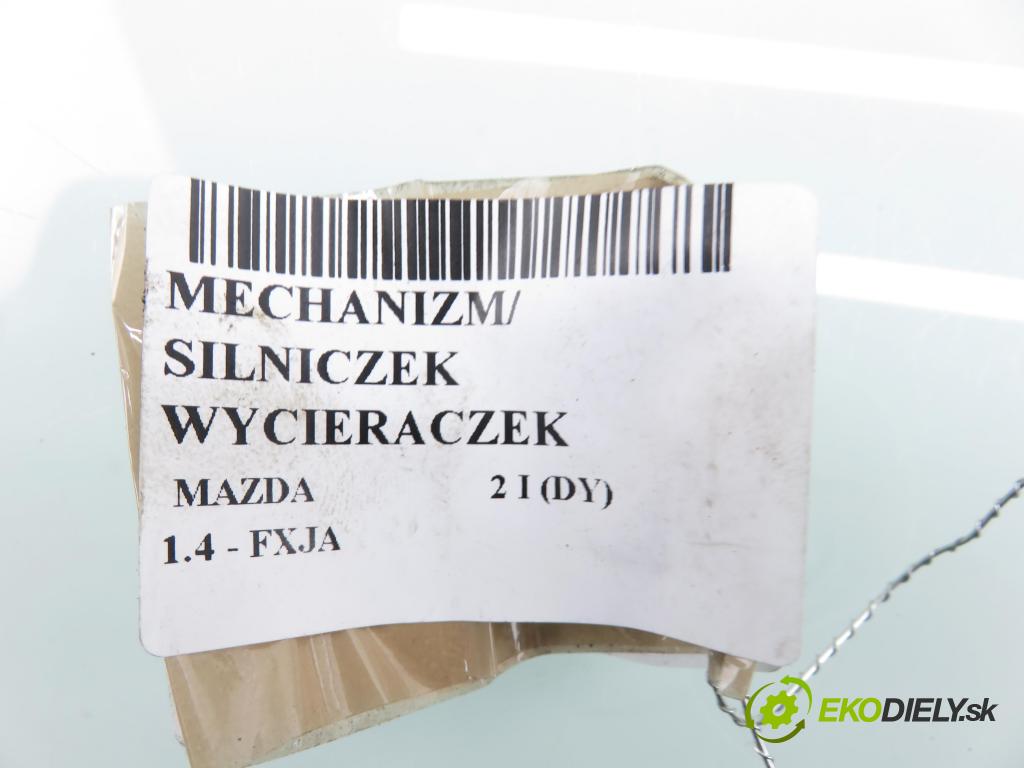 MECHANIZM/
SILNICZEK
WYCIERACZEK
MAZDA 2 I (DY)
1.4 - FXJA
EKODIELY.sk